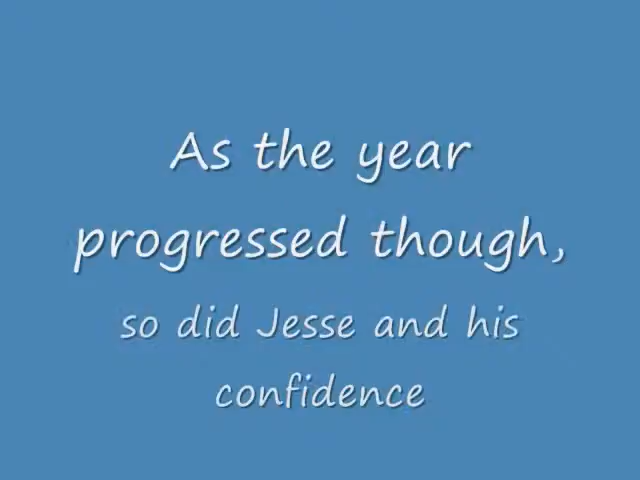 As the year
progressed though,
so did Jesse and his
confidence